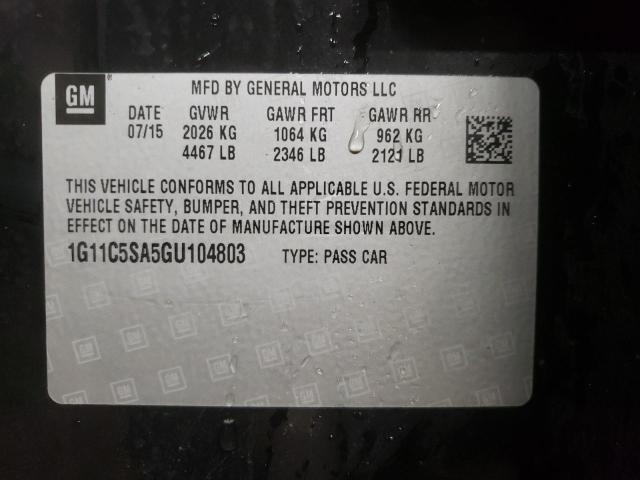 GM
MFD BY GENERAL MOTORS LLC
DATE GVWR GAWR FRT GAWR RR
07/15 2026 KG 1064 KG 962 KG
4467 LB 2346 LB 2121 LB
THIS VEHICLE CONFORMS TO ALL APPLICABLE U.S. FEDERAL MOTOR
VEHICLE SAFETY, BUMPER, AND THEFT PREVENTION STANDARDS IN
EFFECT ON THE DATE OF MANUFACTURE SHOWN ABOVE.
1G11C5SA5GU104803 TYPE: PASS CAR